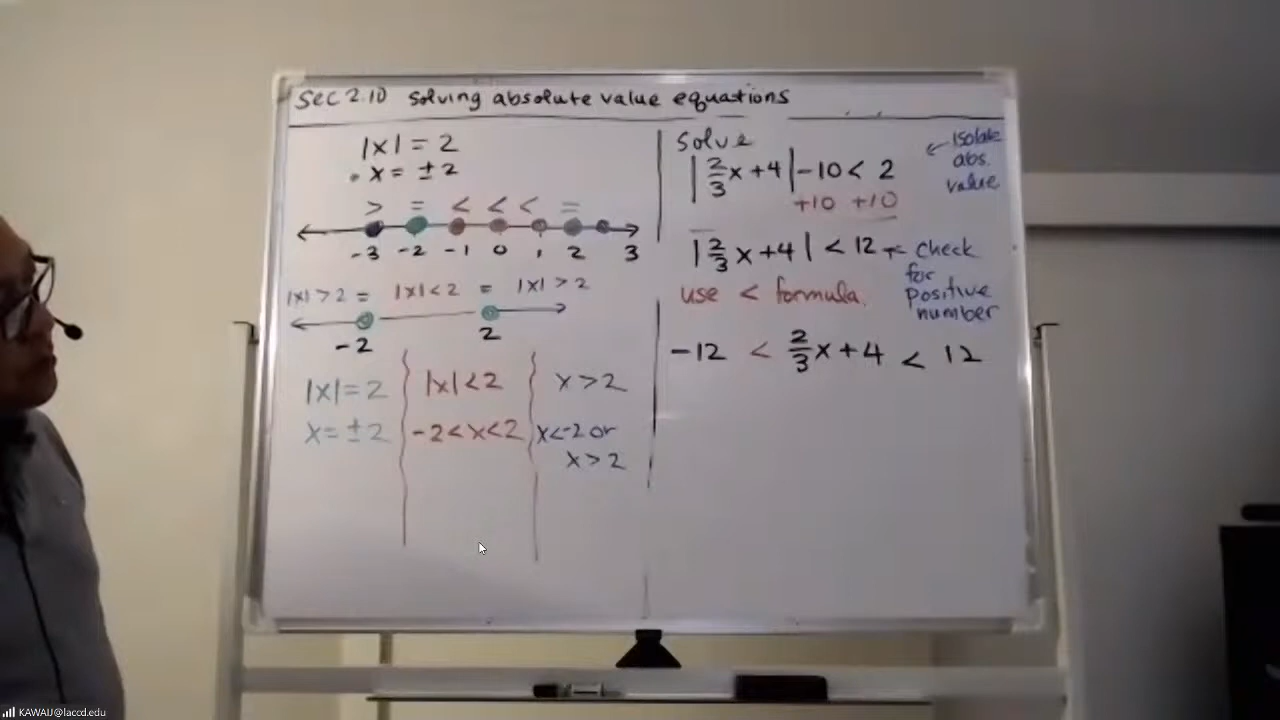 Sec 2.10 solving absolute value equations
|x| = 2
• x = ± 2
> = < < < =
-3 -2 -1 0 1 2 3
|x| > 2 = |x| < 2 = |x| > 2
-2 2
|x| = 2 |x| < 2 x > 2
x = ± 2 -2 < x < 2 x < -2 or
x > 2
Solve
|2/3 x + 4| - 10 < 2
+10 +10
← Isolate
abs.
value
|2/3 x + 4| < 12 ← check
for
positive
number
use < formula.
-12 < 2/3 x + 4 < 12
KAWAIJ@laccd.edu